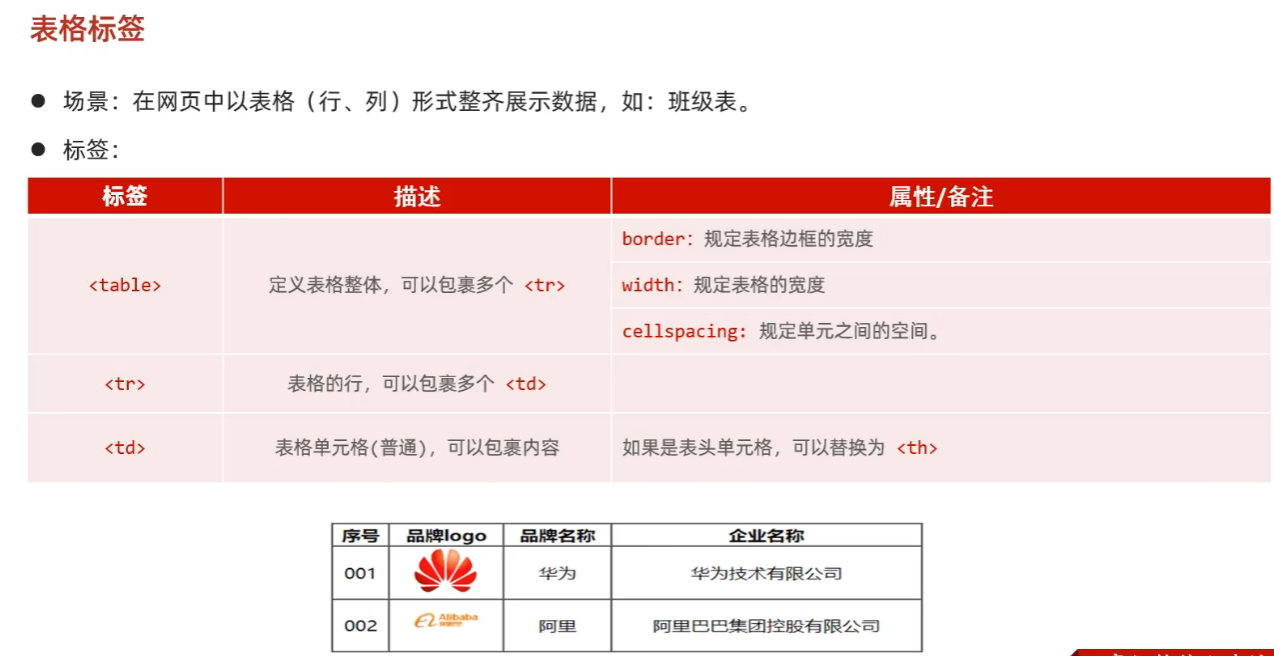 表格标签
● 场景：在网页中以表格（行、列）形式整齐展示数据，如：班级表。
● 标签：
标签 描述 属性/备注
<table> 定义表格整体，可以包裹多个 <tr> border：规定表格边框的宽度
width：规定表格的宽度
cellspacing: 规定单元之间的空间。
<tr> 表格的行，可以包裹多个 <td>
<td> 表格单元格(普通)，可以包裹内容 如果是表头单元格，可以替换为 <th>
序号 品牌logo 品牌名称 企业名称
001 华为 华为技术有限公司
002 Alibaba 阿里 阿里巴巴集团控股有限公司